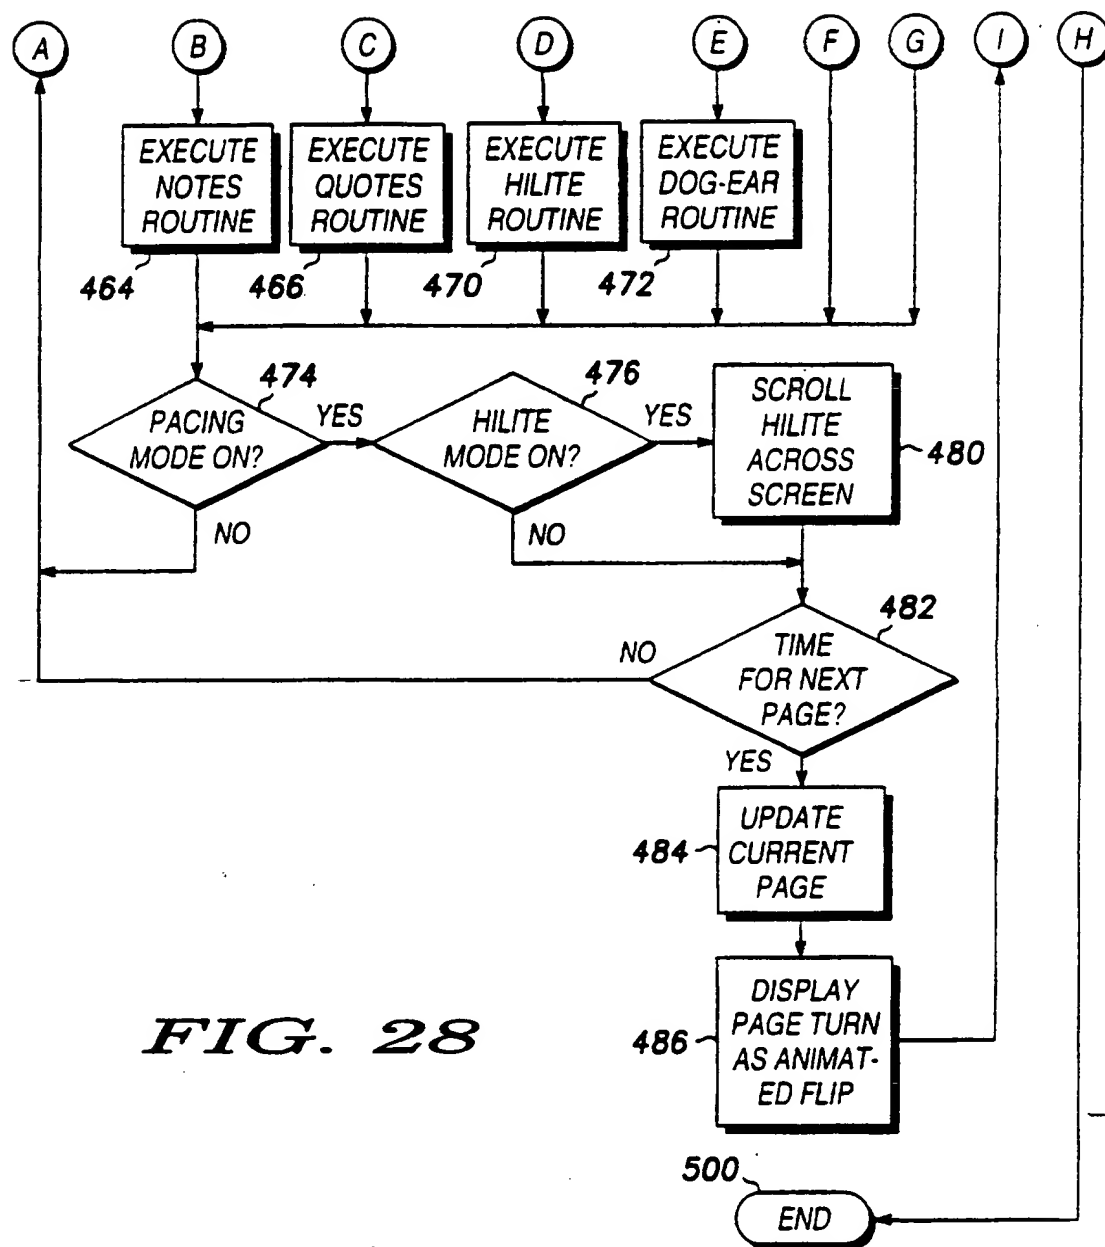 A B C D E F G I H
EXECUTE
NOTES
ROUTINE
464
EXECUTE
QUOTES
ROUTINE
466
EXECUTE
HILITE
ROUTINE
470
EXECUTE
DOG-EAR
ROUTINE
472
PACING
MODE ON?
474
YES
NO
HILITE
MODE ON?
476
YES
NO
SCROLL
HILITE
ACROSS
SCREEN
480
TIME
FOR NEXT
PAGE?
482
NO
YES
UPDATE
CURRENT
PAGE
484
DISPLAY
PAGE TURN
AS ANIMAT-
ED FLIP
486
FIG. 28
500
END